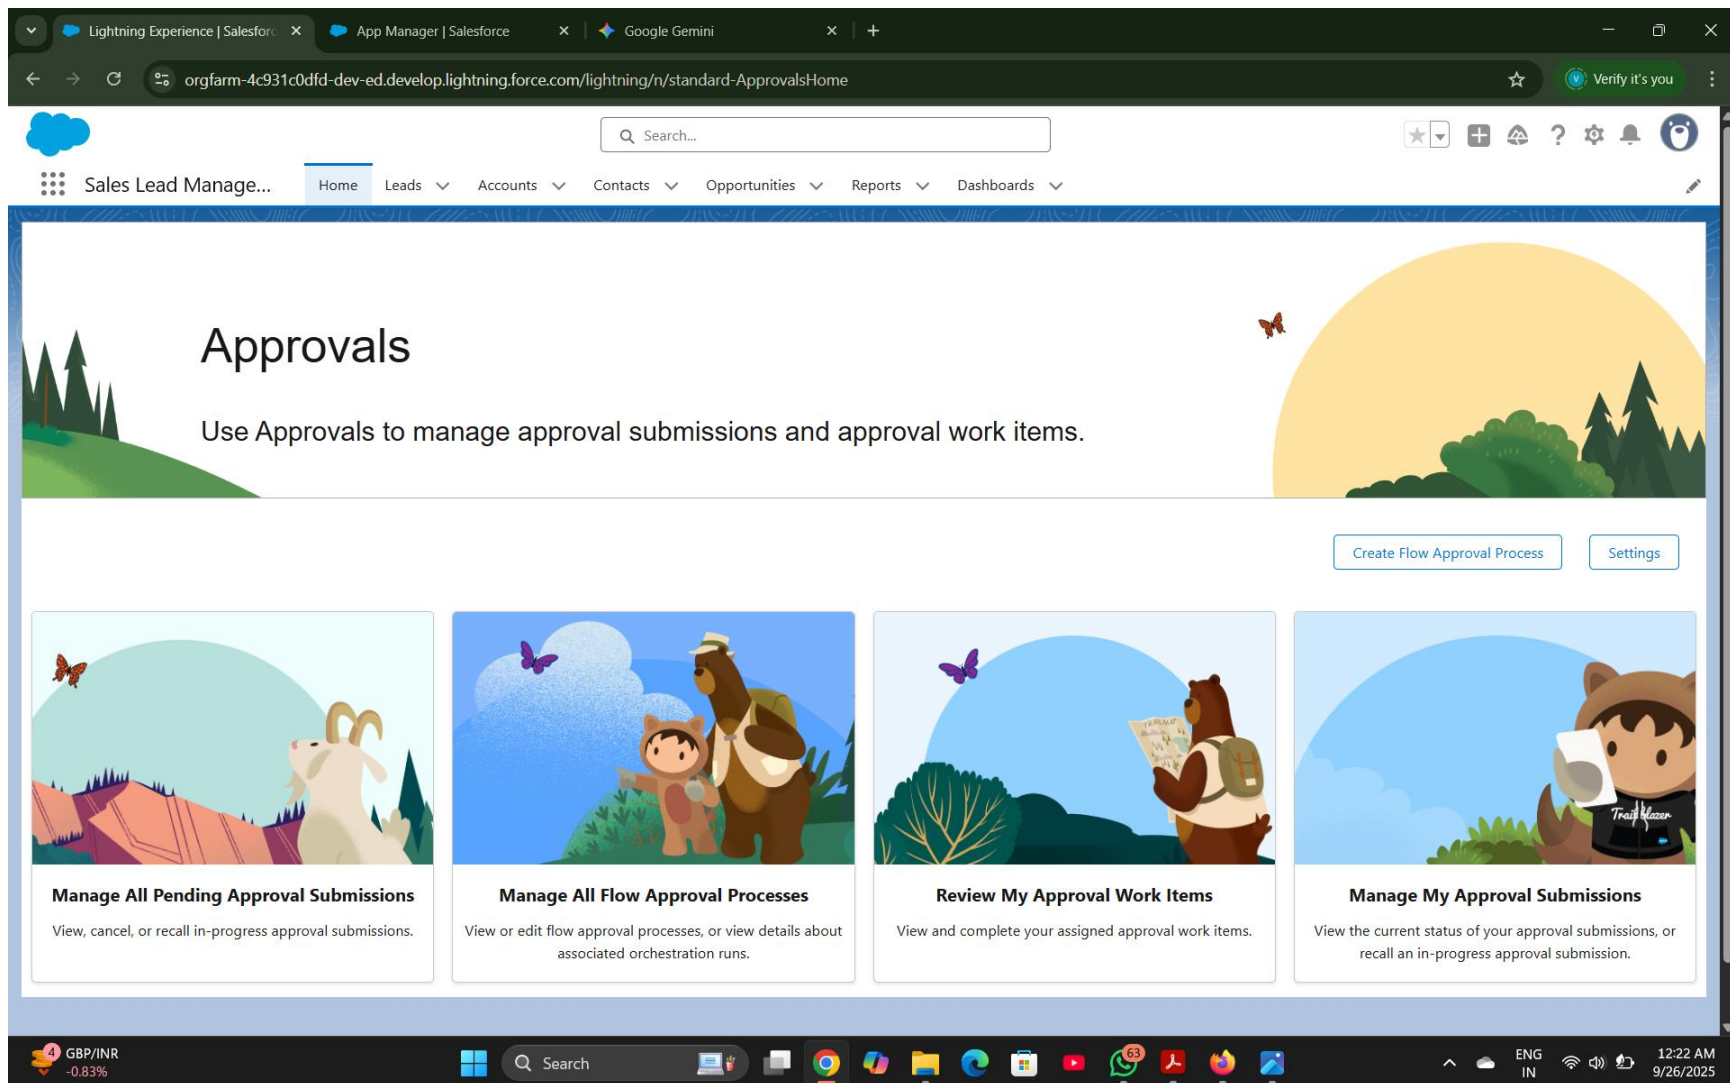 Lightning Experience | Salesforc
App Manager | Salesforce
Google Gemini
orgfarm-4c931c0dfd-dev-ed.develop.lightning.force.com/lightning/n/standard-ApprovalsHome
Verify it's you
Search...
Sales Lead Manage...
Home
Leads
Accounts
Contacts
Opportunities
Reports
Dashboards
Approvals
Use Approvals to manage approval submissions and approval work items.
Create Flow Approval Process
Settings
TRAILMAP
Trailblazer
Manage All Pending Approval Submissions
View, cancel, or recall in-progress approval submissions.
Manage All Flow Approval Processes
View or edit flow approval processes, or view details about
associated orchestration runs.
Review My Approval Work Items
View and complete your assigned approval work items.
Manage My Approval Submissions
View the current status of your approval submissions, or
recall an in-progress approval submission.
4
GBP/INR
-0.83%
Search
63
ENG
IN
12:22 AM
9/26/2025